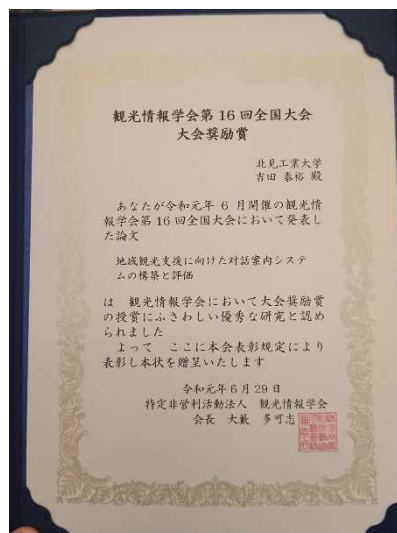 観光情報学会第 16 回全国大会
大会奨励賞
北見工業大学
吉田 泰裕 殿
あなたが令和元年 6 月開催の観光情
報学会第 16 回全国大会において発表し
た論文
地域観光支援に向けた対話案内システ
ムの構築と評価
は 観光情報学会において大会奨励賞
の授賞にふさわしい優秀な研究と認め
られました
よって ここに本会表彰規定により
表彰し本状を贈呈いたします
令和元年 6 月 29 日
特定非営利活動法人 観光情報学会
会長 大薮 多可志